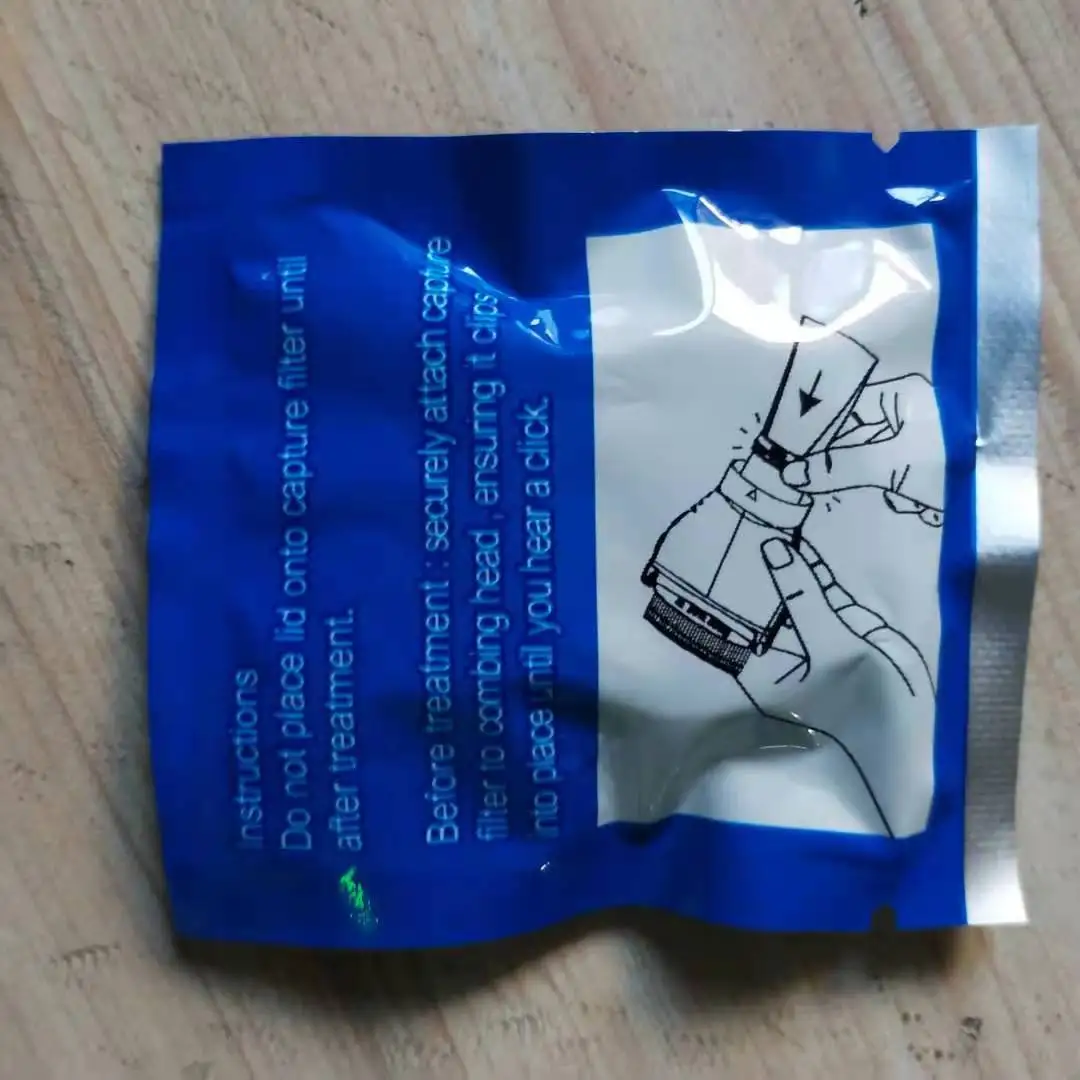 Instructions
Do not place lid onto capture filter until
after treatment.
Before treatment : securely attach capture
filter to combing head , ensuring it clips
into place until you hear a click.